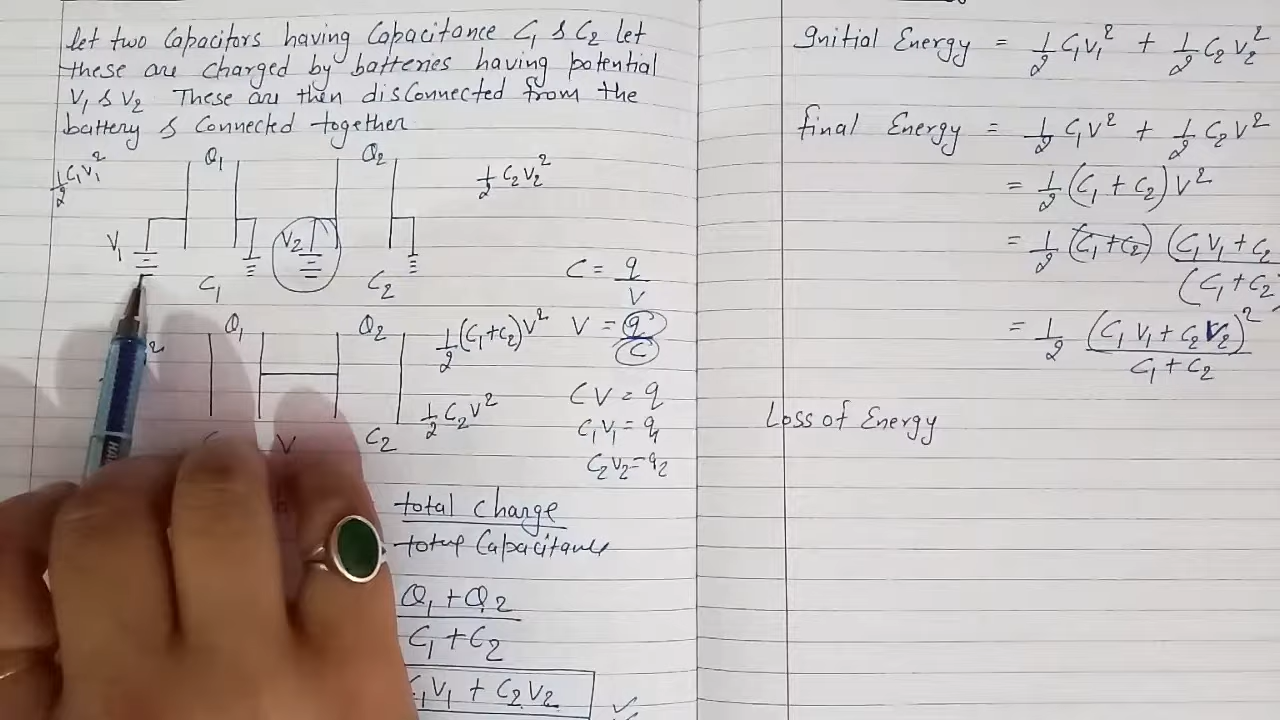 let two Capacitors having Capacitance C₁ & C₂ let
these are charged by batteries having potential
V₁ & V₂ These are then disconnected from the
battery & Connected together
½ C₁V₁² Q₁ Q₂ ½ C₂V₂²
V₁ V₂
C₁ C₂
C = q/V
Q₁ Q₂ ½ (C₁+C₂)V² V = q/C
½ C₂V²
V C₂
CV = q
C₁V₁ = q₁
C₂V₂ = q₂
total charge
total Capacitance
Q₁ + Q₂
C₁ + C₂
C₁V₁ + C₂V₂
Initial Energy = ½ C₁V₁² + ½ C₂V₂²
final Energy = ½ C₁V² + ½ C₂V²
= ½ (C₁ + C₂) V²
= ½ (C₁+C₂) (C₁V₁ + C₂
(C₁ + C₂
= ½ (C₁V₁ + C₂V₂)²
C₁ + C₂
Loss of Energy